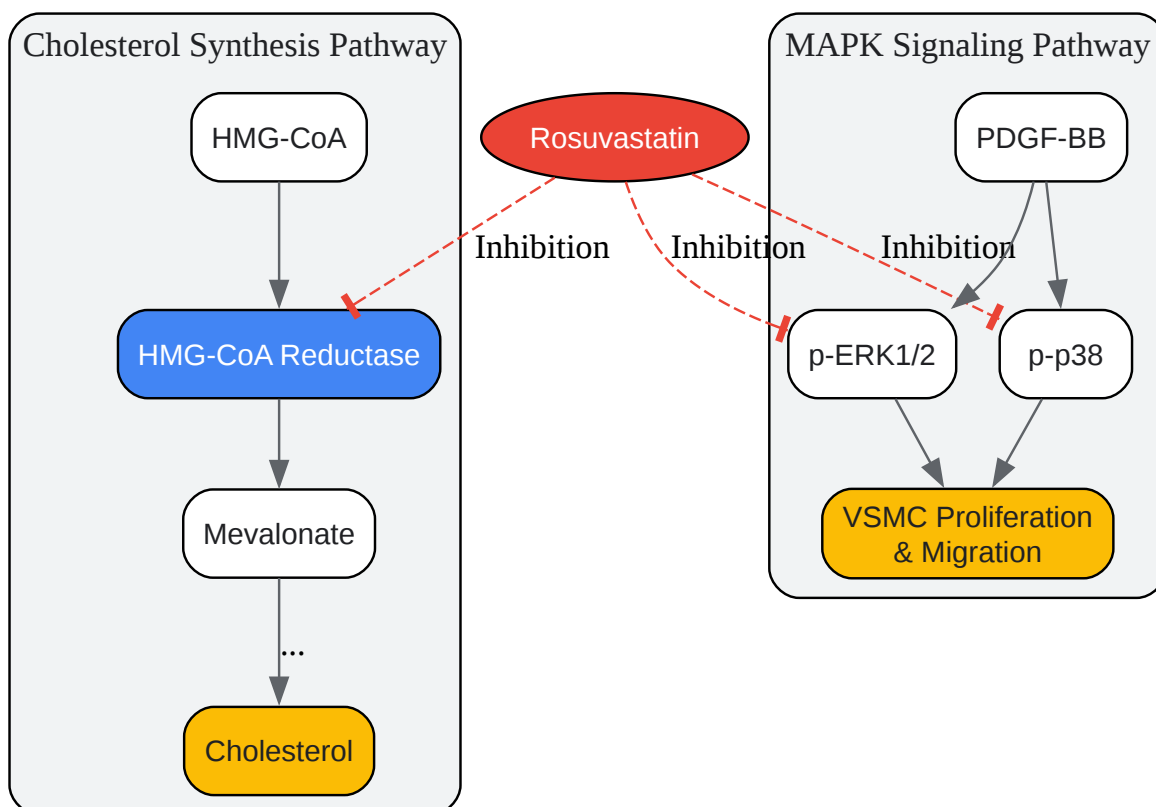 Cholesterol Synthesis Pathway
HMG-CoA
HMG-CoA Reductase
Mevalonate
...
Cholesterol
Rosuvastatin
Inhibition
Inhibition
Inhibition
MAPK Signaling Pathway
PDGF-BB
p-ERK1/2
p-p38
VSMC Proliferation
& Migration